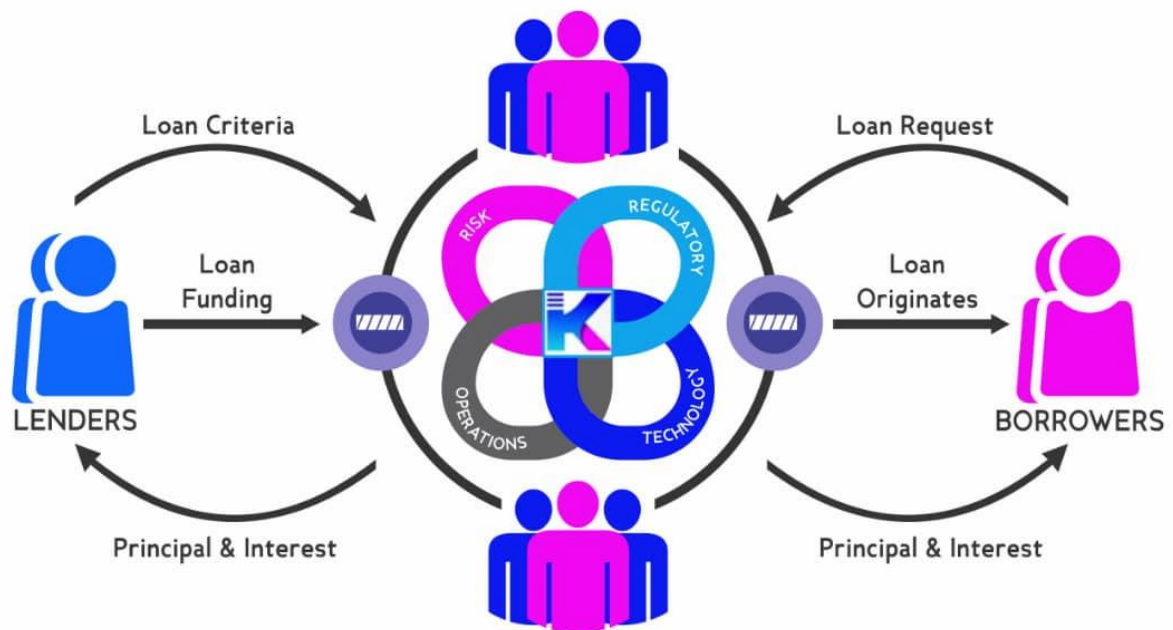 Loan Criteria
Loan Request
RISK
REGULATORY
Loan
Funding
Loan
Originates
K
OPERATIONS
TECHNOLOGY
LENDERS
BORROWERS
Principal & Interest
Principal & Interest